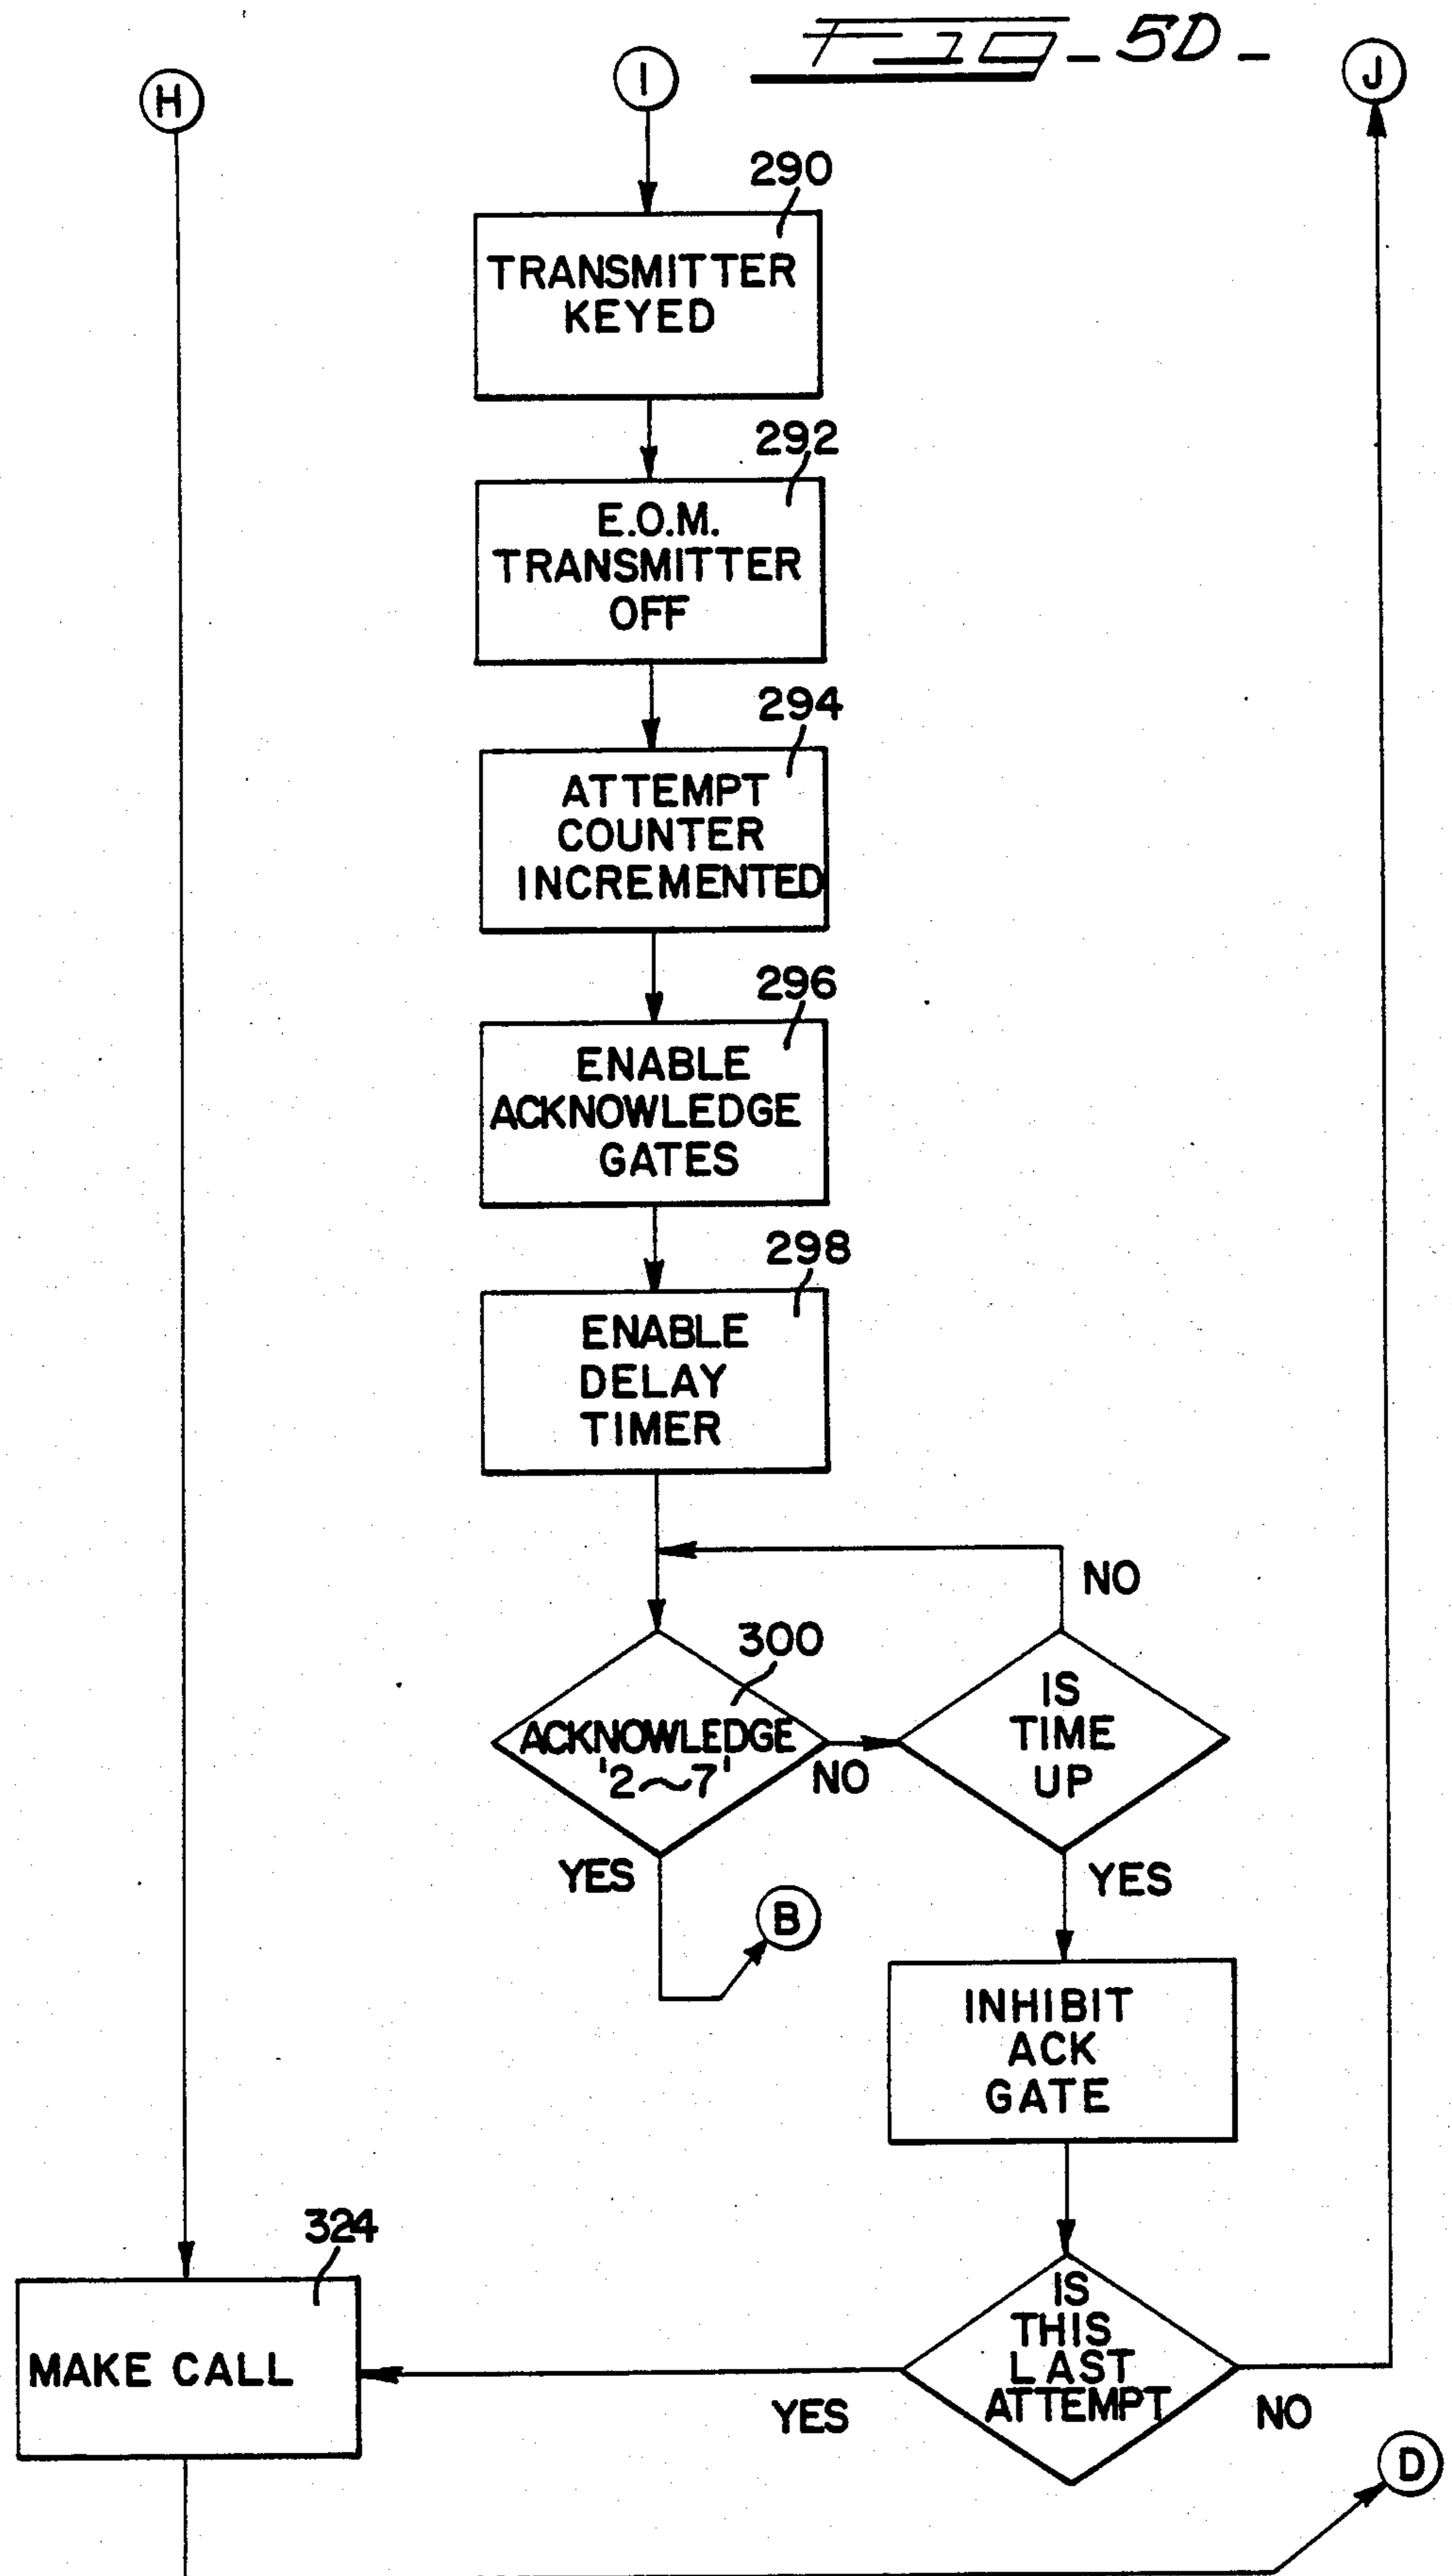 Fig-5D-
H
I
J
290
TRANSMITTER
KEYED
292
E.O.M.
TRANSMITTER
OFF
294
ATTEMPT
COUNTER
INCREMENTED
296
ENABLE
ACKNOWLEDGE
GATES
298
ENABLE
DELAY
TIMER
NO
300
ACKNOWLEDGE
'2~7'
NO
IS
TIME
UP
YES
B
YES
INHIBIT
ACK
GATE
324
MAKE CALL
IS
THIS
LAST
ATTEMPT
YES
NO
D